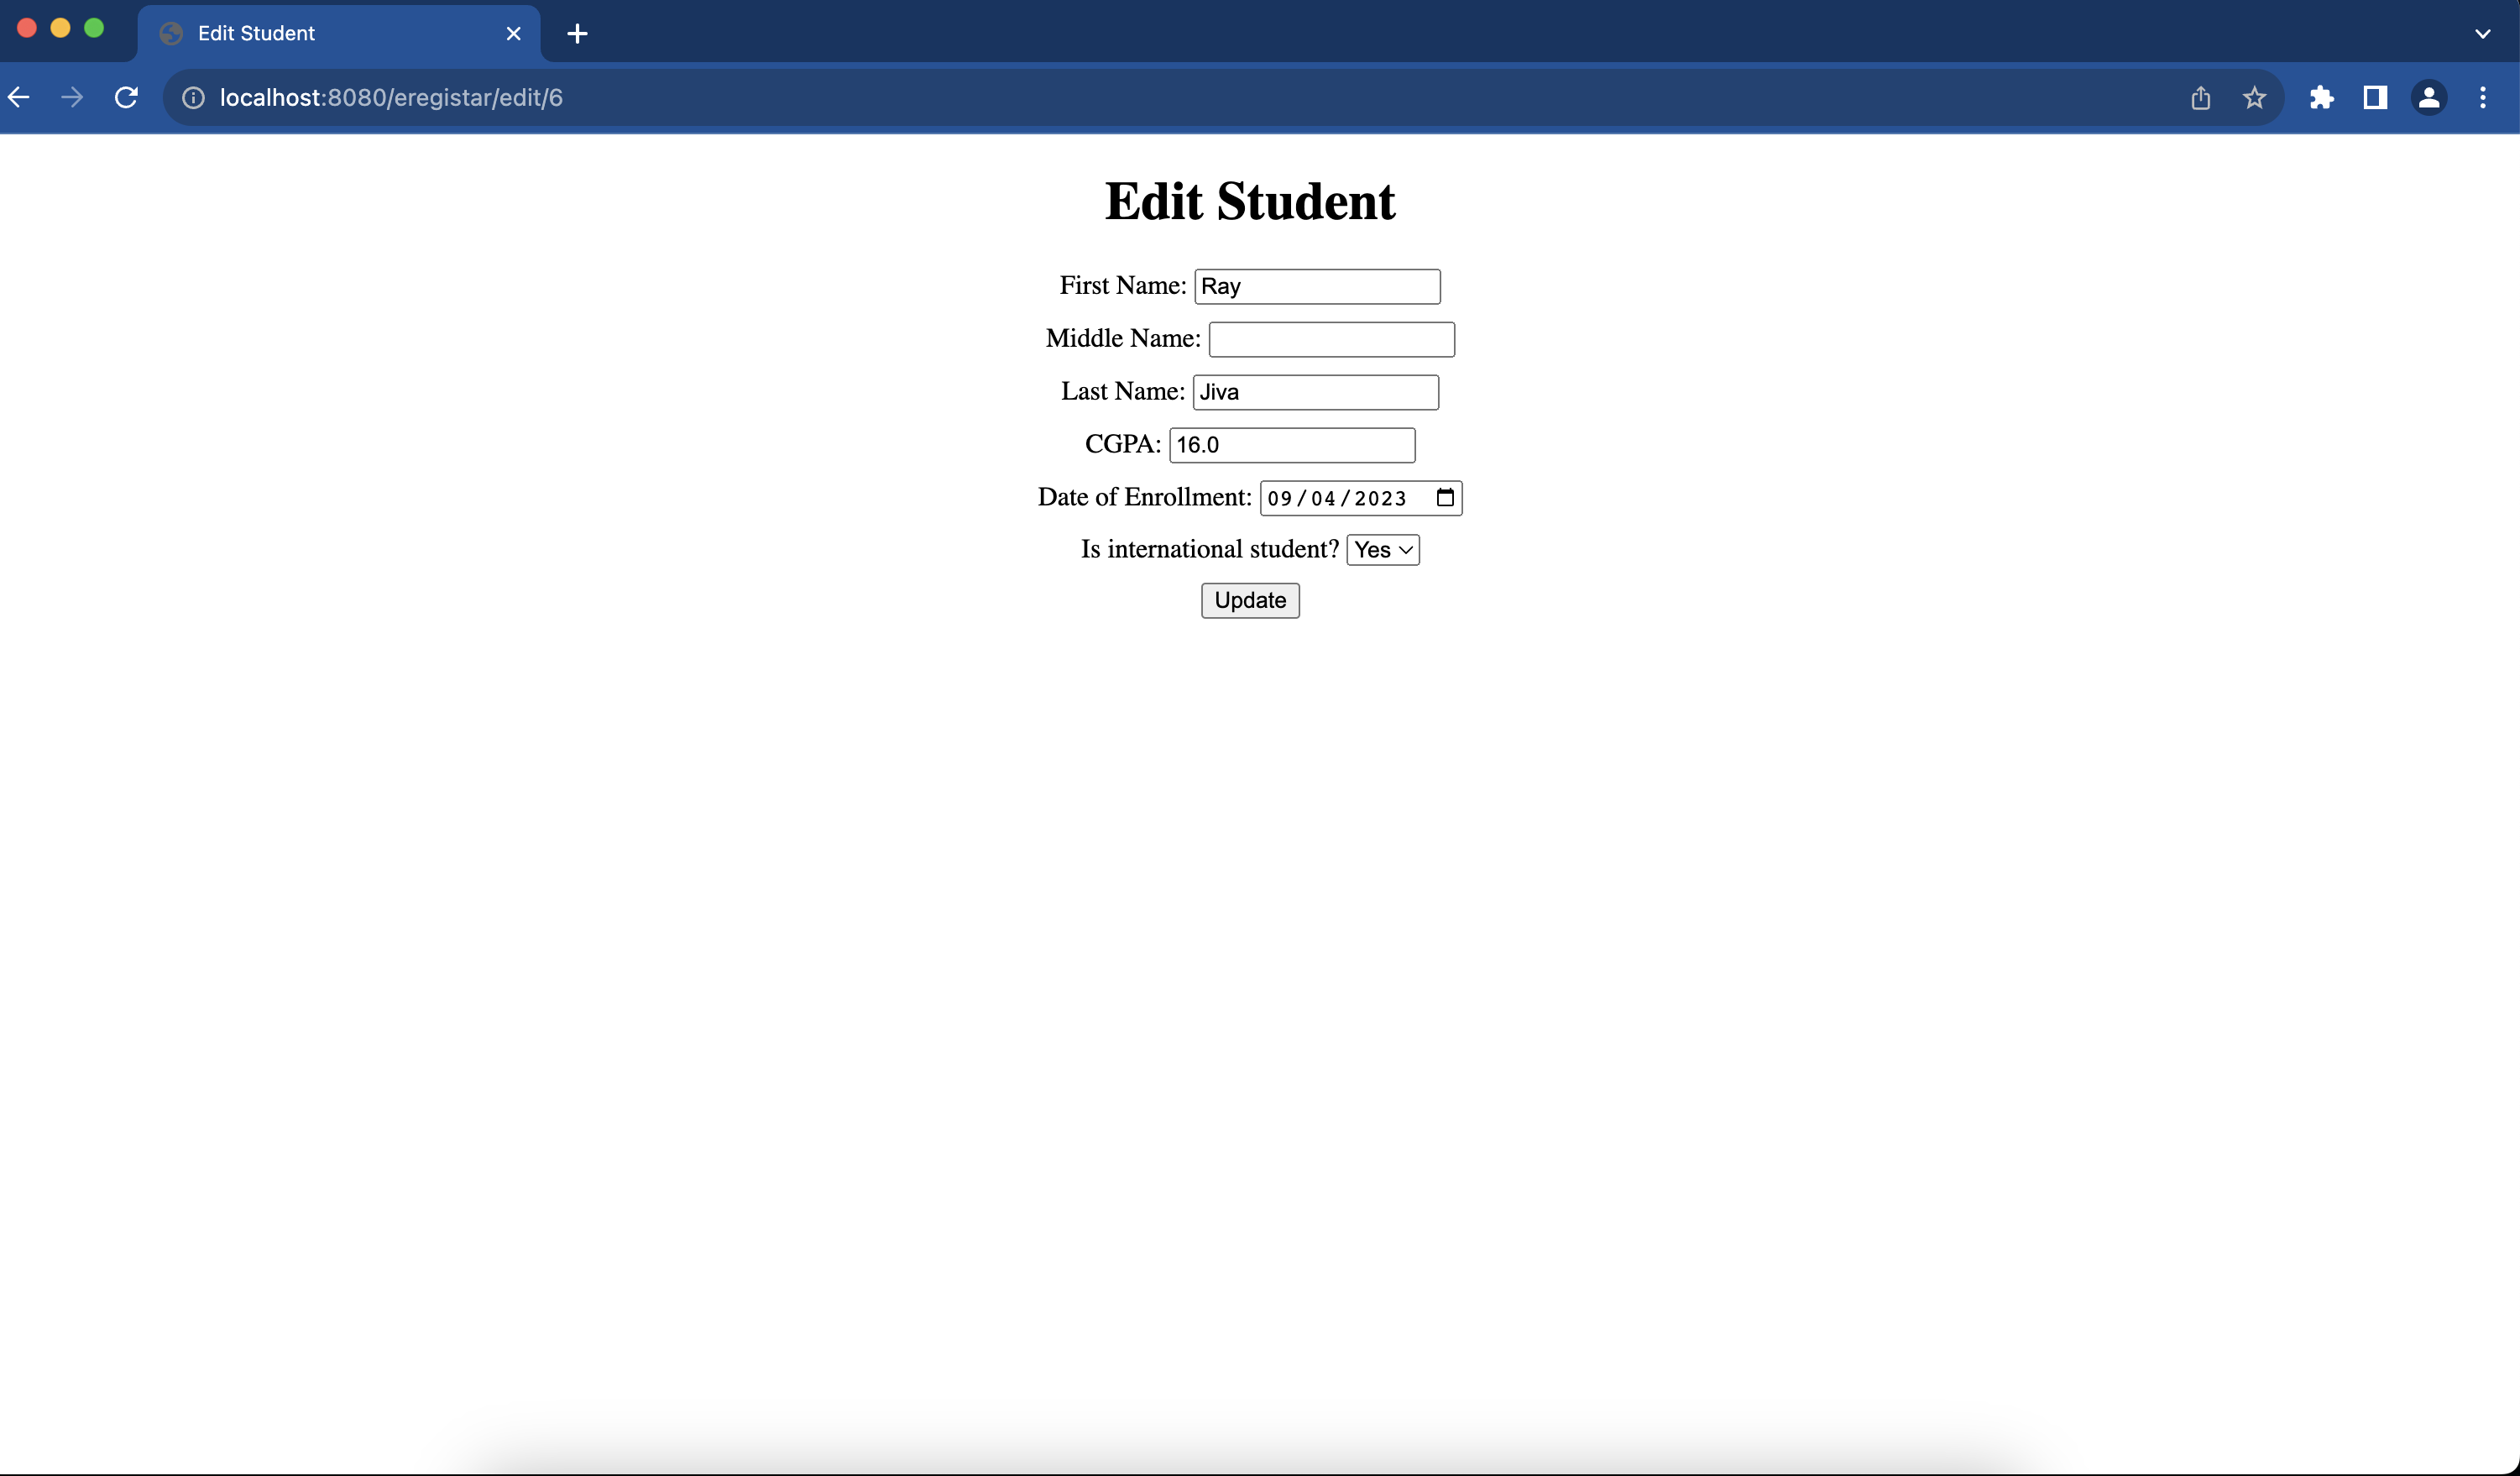 Edit Student
localhost:8080/eregistar/edit/6
Edit Student
First Name: Ray
Middle Name:
Last Name: Jiva
CGPA: 16.0
Date of Enrollment: 09/04/2023
Is international student? Yes
Update